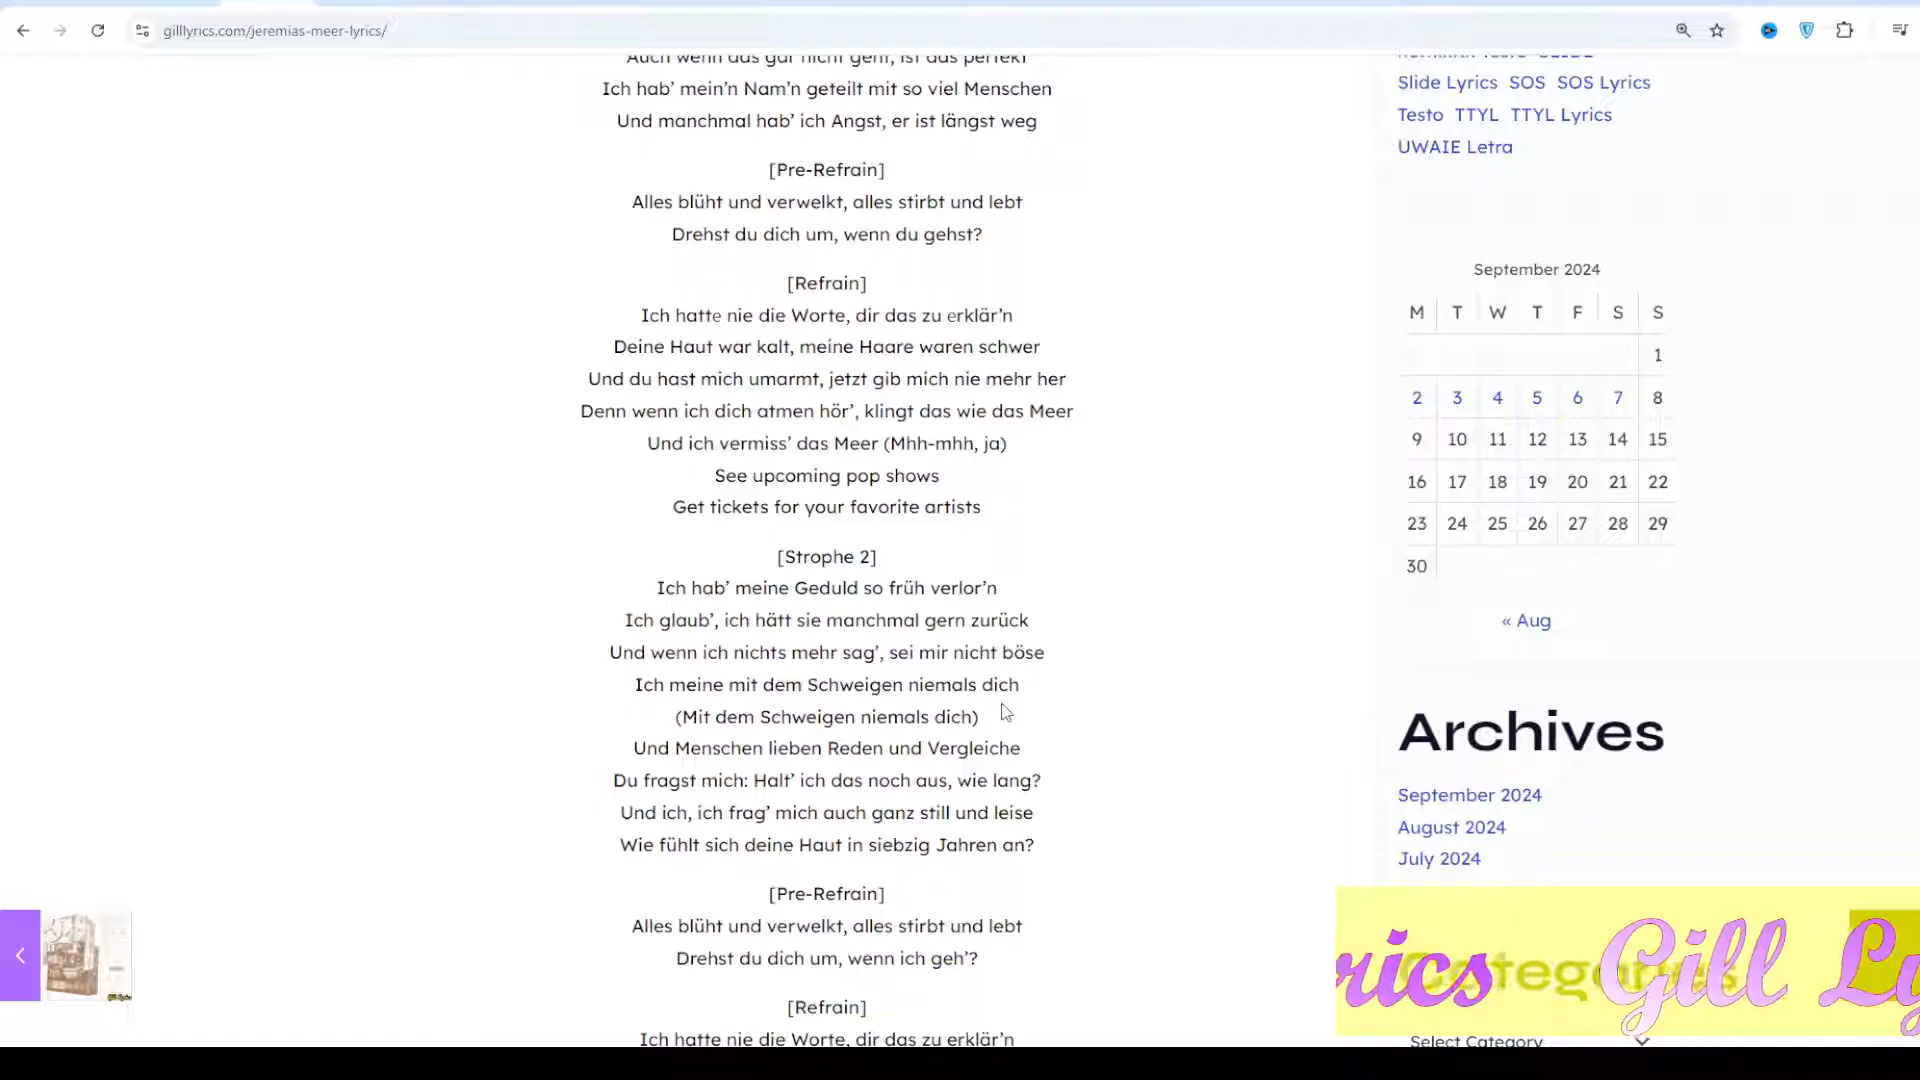 gilllyrics.com/jeremias-meer-lyrics/
Auch wenn das gar nicht geht, ist das perfekt
Ich hab’ mein’n Nam’n geteilt mit so viel Menschen
Und manchmal hab’ ich Angst, er ist längst weg
[Pre-Refrain]
Alles blüht und verwelkt, alles stirbt und lebt
Drehst du dich um, wenn du gehst?
[Refrain]
Ich hatte nie die Worte, dir das zu erklär’n
Deine Haut war kalt, meine Haare waren schwer
Und du hast mich umarmt, jetzt gib mich nie mehr her
Denn wenn ich dich atmen hör’, klingt das wie das Meer
Und ich vermiss’ das Meer (Mhh-mhh, ja)
See upcoming pop shows
Get tickets for your favorite artists
[Strophe 2]
Ich hab’ meine Geduld so früh verlor’n
Ich glaub’, ich hätt sie manchmal gern zurück
Und wenn ich nichts mehr sag’, sei mir nicht böse
Ich meine mit dem Schweigen niemals dich
(Mit dem Schweigen niemals dich)
Und Menschen lieben Reden und Vergleiche
Du fragst mich: Halt’ ich das noch aus, wie lang?
Und ich, ich frag’ mich auch ganz still und leise
Wie fühlt sich deine Haut in siebzig Jahren an?
[Pre-Refrain]
Alles blüht und verwelkt, alles stirbt und lebt
Drehst du dich um, wenn ich geh’?
[Refrain]
Ich hatte nie die Worte, dir das zu erklär’n
Slide Lyrics SOS SOS Lyrics
Testo TTYL TTYL Lyrics
UWAIE Letra
September 2024
M T W T F S S
1
2 3 4 5 6 7 8
9 10 11 12 13 14 15
16 17 18 19 20 21 22
23 24 25 26 27 28 29
30
« Aug
Archives
September 2024
August 2024
July 2024
Categories
rics Gill Ly
Select Category